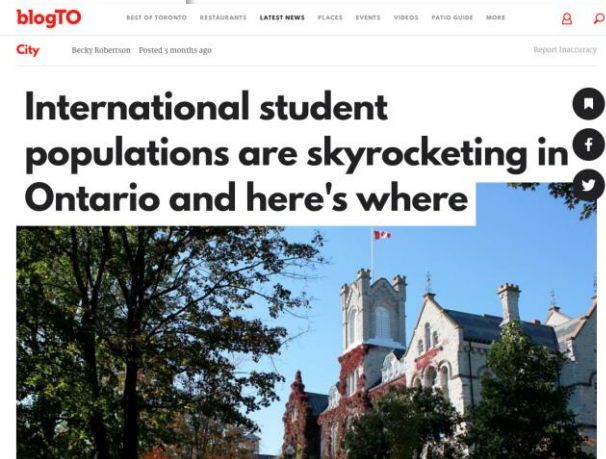 blogTO
BEST OF TORONTO RESTAURANTS LATEST NEWS PLACES EVENTS VIDEOS PATIO GUIDE MORE
City Becky Robertson Posted 3 months ago Report Inaccuracy
International student
populations are skyrocketing in
Ontario and here's where